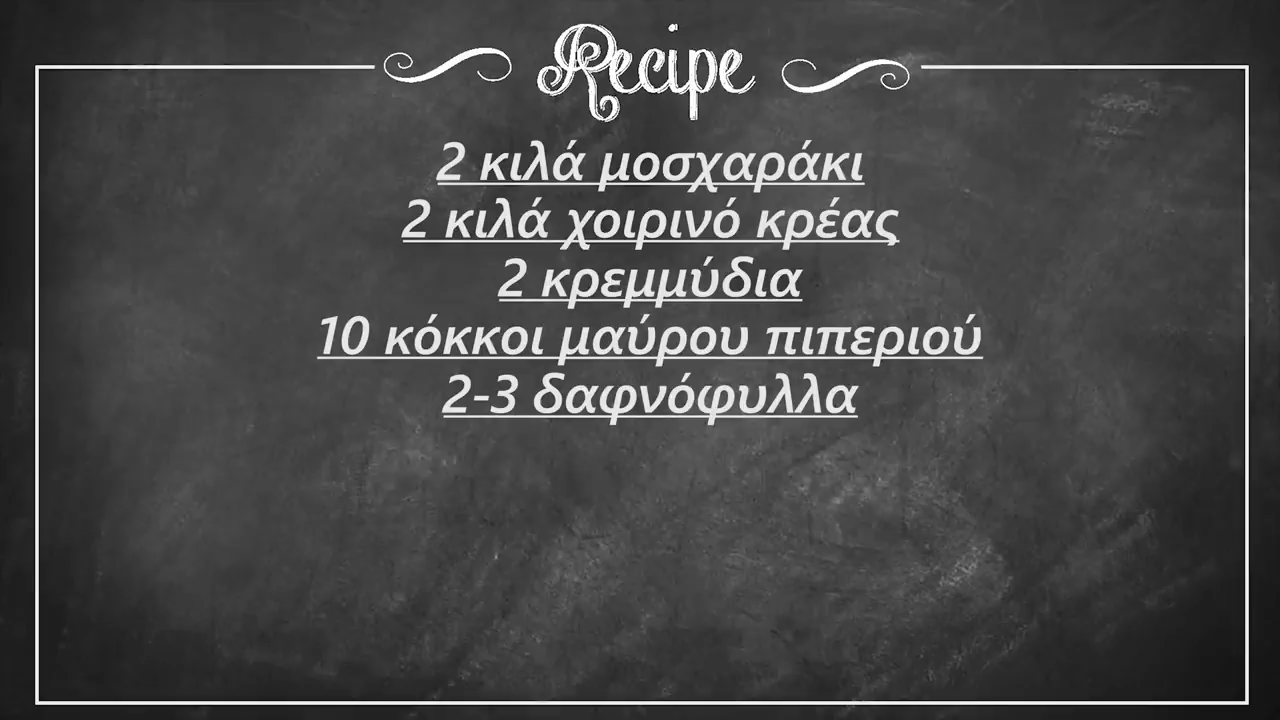 Recipe
2 κιλά μοσχαράκι
2 κιλά χοιρινό κρέας
2 κρεμμύδια
10 κόκκοι μαύρου πιπεριού
2-3 δαφνόφυλλα